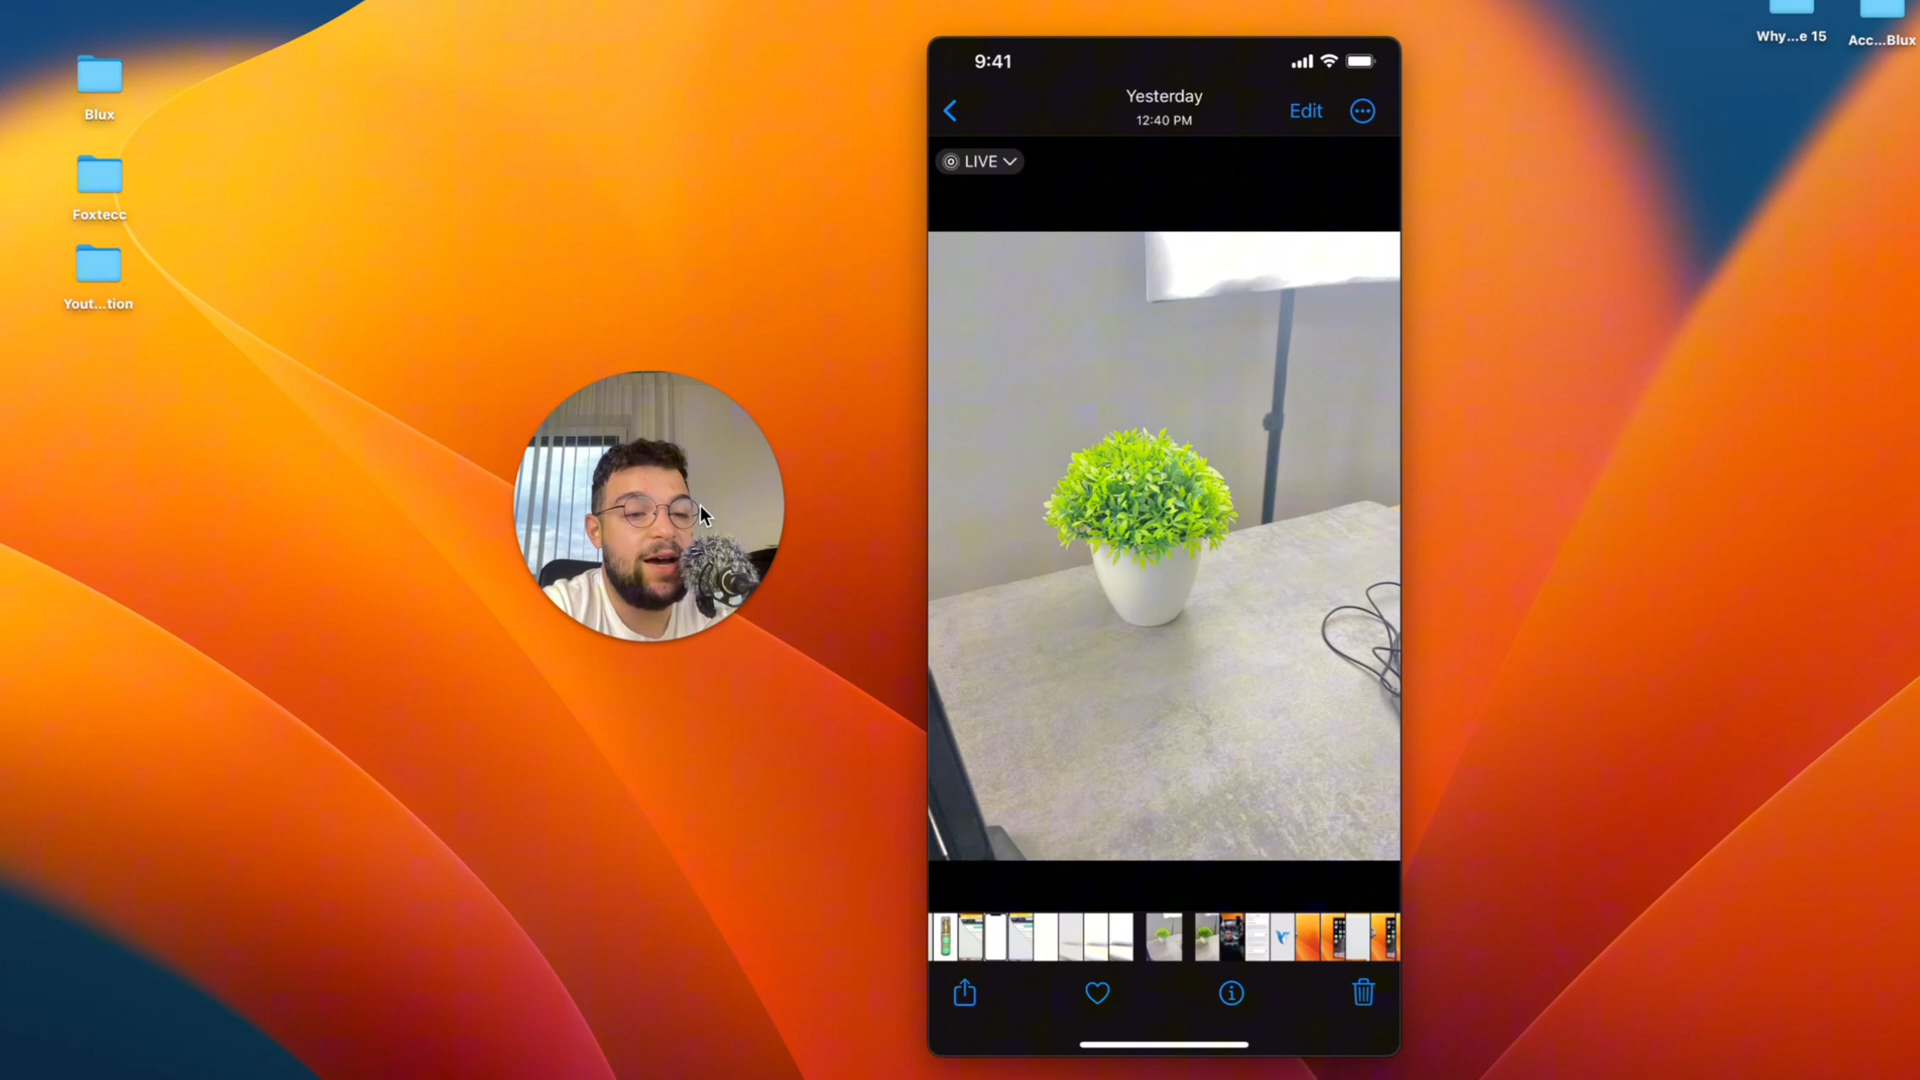 Blux
Foxtecc
Yout...tion
Why...e 15
Acc...Blux
9:41
Yesterday
12:40 PM
Edit
LIVE